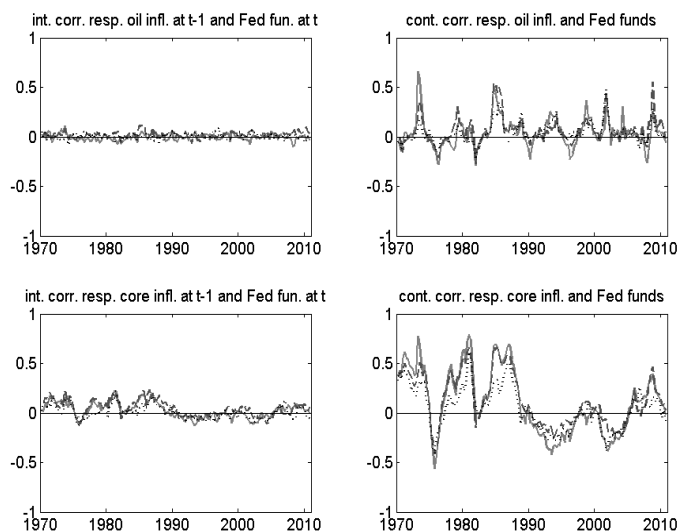 int. corr. resp. oil infl. at t-1 and Fed fun. at t
1
0.5
0
-0.5
-1
1970 1980 1990 2000 2010
cont. corr. resp. oil infl. and Fed funds
1
0.5
0
-0.5
-1
1970 1980 1990 2000 2010
int. corr. resp. core infl. at t-1 and Fed fun. at t
1
0.5
0
-0.5
-1
1970 1980 1990 2000 2010
cont. corr. resp. core infl. and Fed funds
1
0.5
0
-0.5
-1
1970 1980 1990 2000 2010